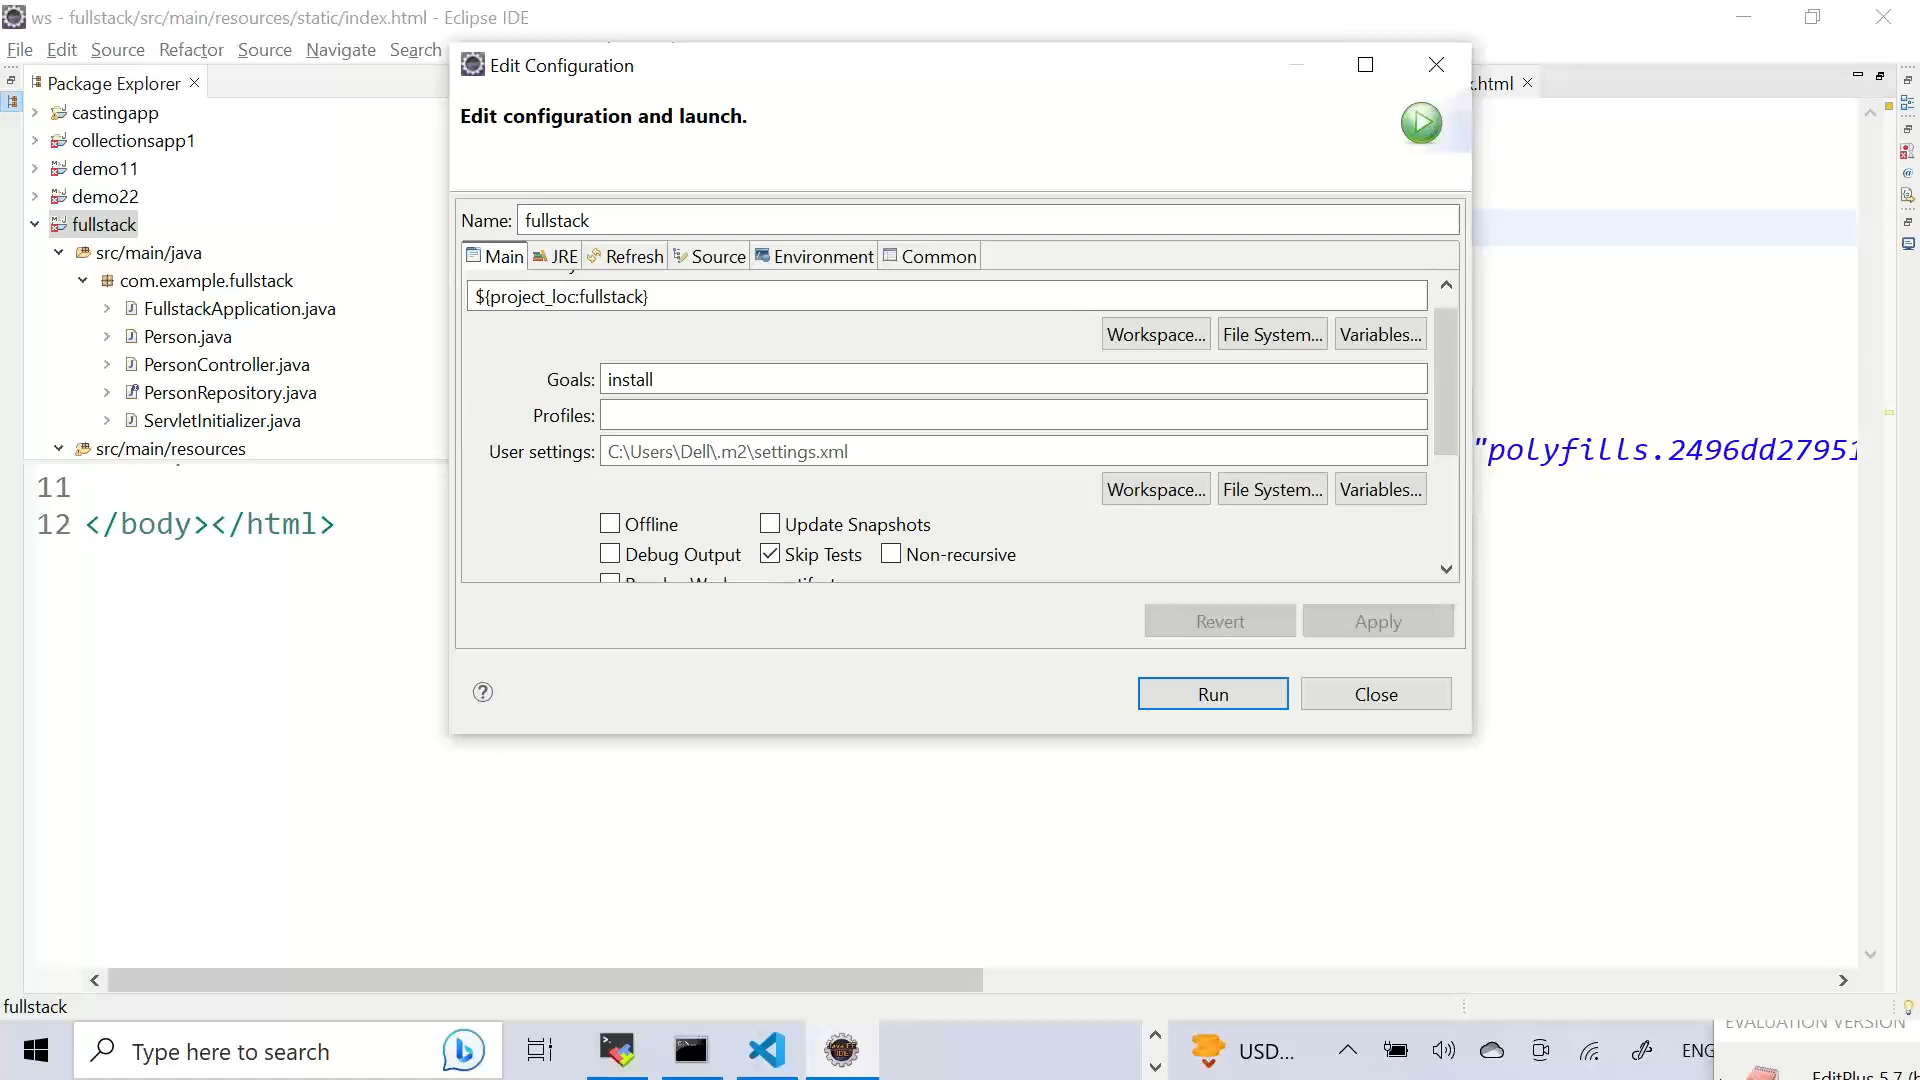 ws - fullstack/src/main/resources/static/index.html - Eclipse IDE
File Edit Source Refactor Source Navigate Search
Package Explorer
castingapp
collectionsapp1
demo11
demo22
fullstack
src/main/java
com.example.fullstack
FullstackApplication.java
Person.java
PersonController.java
PersonRepository.java
ServletInitializer.java
src/main/resources
11
12 </body></html>
.html
"polyfills.2496dd27951
Edit Configuration
Edit configuration and launch.
Name: fullstack
Main JRE Refresh Source Environment Common
${project_loc:fullstack}
Workspace... File System... Variables...
Goals: install
Profiles:
User settings: C:\Users\Dell\.m2\settings.xml
Workspace... File System... Variables...
Offline Update Snapshots
Debug Output Skip Tests Non-recursive
Revert Apply
Run Close
fullstack
Type here to search
USD...
ENG
EVALUATION VERSION
EditPlus 5.7